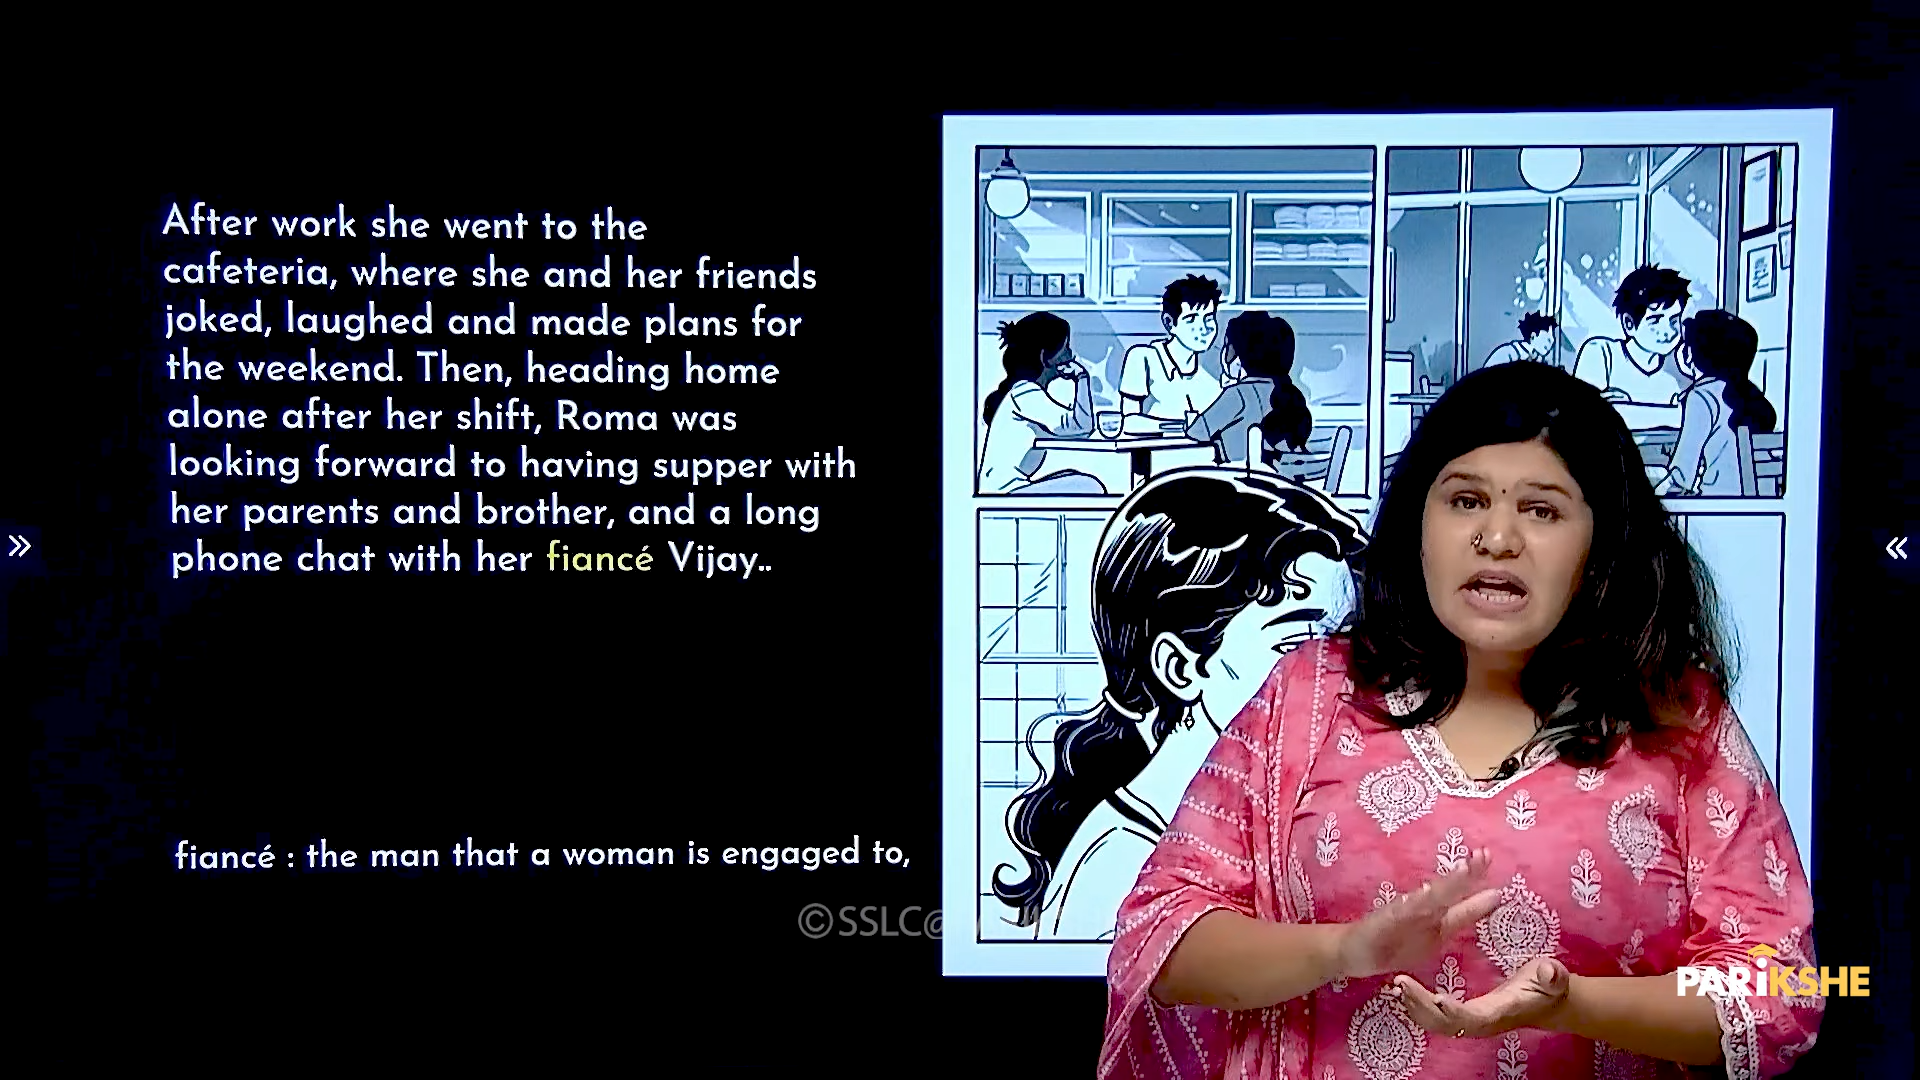 After work she went to the
cafeteria, where she and her friends
joked, laughed and made plans for
the weekend. Then, heading home
alone after her shift, Roma was
looking forward to having supper with
her parents and brother, and a long
phone chat with her fiancé Vijay..
fiancé : the man that a woman is engaged to,
©SSLC@
PARIKSHE